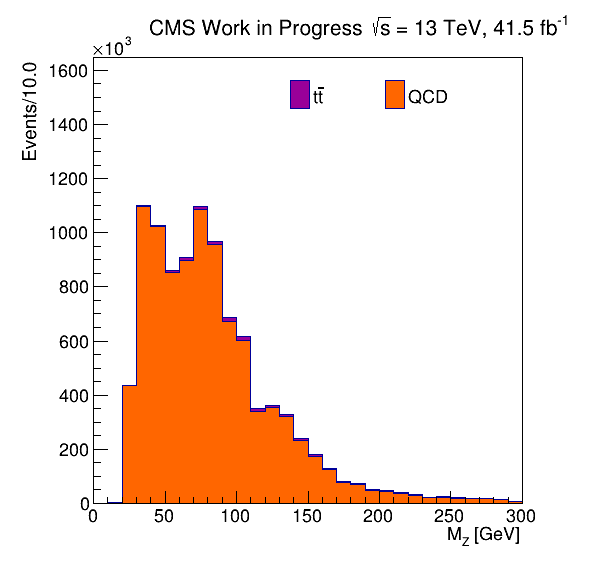 CMS Work in Progress √s = 13 TeV, 41.5 fb⁻¹
×10³
Events/10.0
1600
1400
1200
1000
800
600
400
200
0
tt̄
QCD
0 50 100 150 200 250 300
M_Z [GeV]